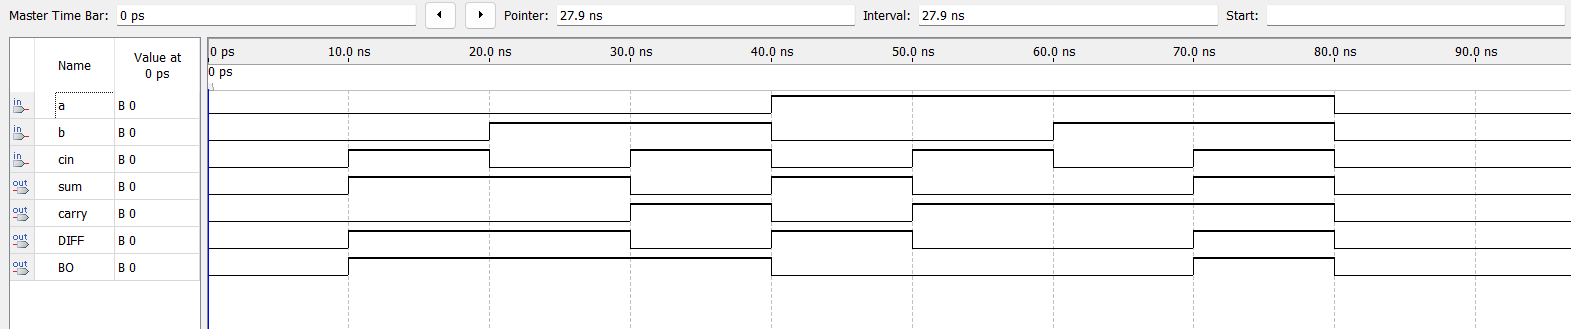 Master Time Bar: 0 ps Pointer: 27.9 ns Interval: 27.9 ns Start:
Name Value at 0 ps
0 ps 10.0 ns 20.0 ns 30.0 ns 40.0 ns 50.0 ns 60.0 ns 70.0 ns 80.0 ns 90.0 ns
0 ps
in a B 0
in b B 0
in cin B 0
out sum B 0
out carry B 0
out DIFF B 0
out BO B 0